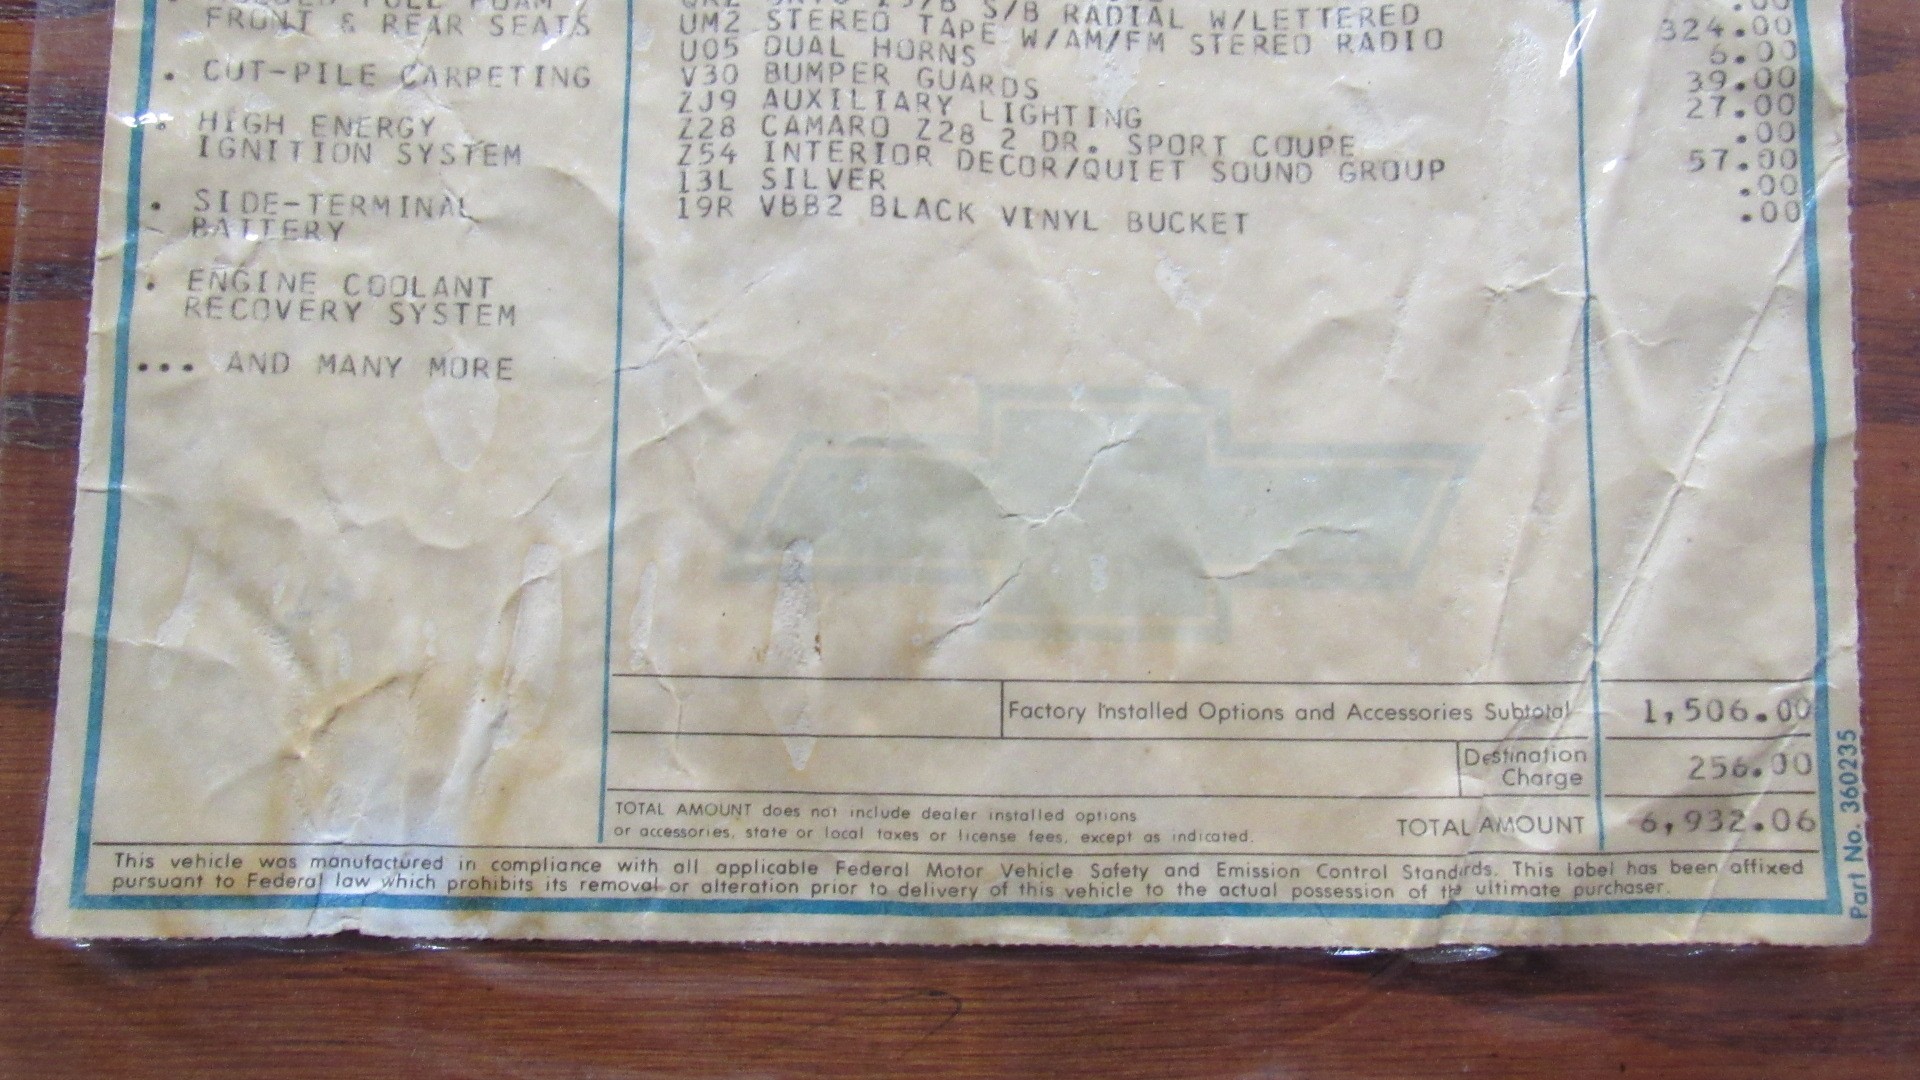 FRONT & REAR SEATS
• CUT-PILE CARPETING
• HIGH ENERGY
IGNITION SYSTEM
• SIDE-TERMINAL
BATTERY
• ENGINE COOLANT
RECOVERY SYSTEM
••• AND MANY MORE
S/B RADIAL W/LETTERED .00
UM2 STEREO TAPE W/AM/FM STEREO RADIO 324.00
U05 DUAL HORNS 6.00
V30 BUMPER GUARDS 39.00
ZJ9 AUXILIARY LIGHTING 27.00
Z28 CAMARO Z28 2 DR. SPORT COUPE .00
Z54 INTERIOR DECOR/QUIET SOUND GROUP 57.00
13L SILVER .00
19R VBB2 BLACK VINYL BUCKET .00
Factory Installed Options and Accessories Subtotal 1,506.00
Destination
Charge 256.00
TOTAL AMOUNT does not include dealer installed options
or accessories, state or local taxes or license fees, except as indicated.
TOTAL AMOUNT 6,932.06
This vehicle was manufactured in compliance with all applicable Federal Motor Vehicle Safety and Emission Control Standards. This label has been affixed
pursuant to Federal law which prohibits its removal or alteration prior to delivery of this vehicle to the actual possession of the ultimate purchaser.
Part No. 360235